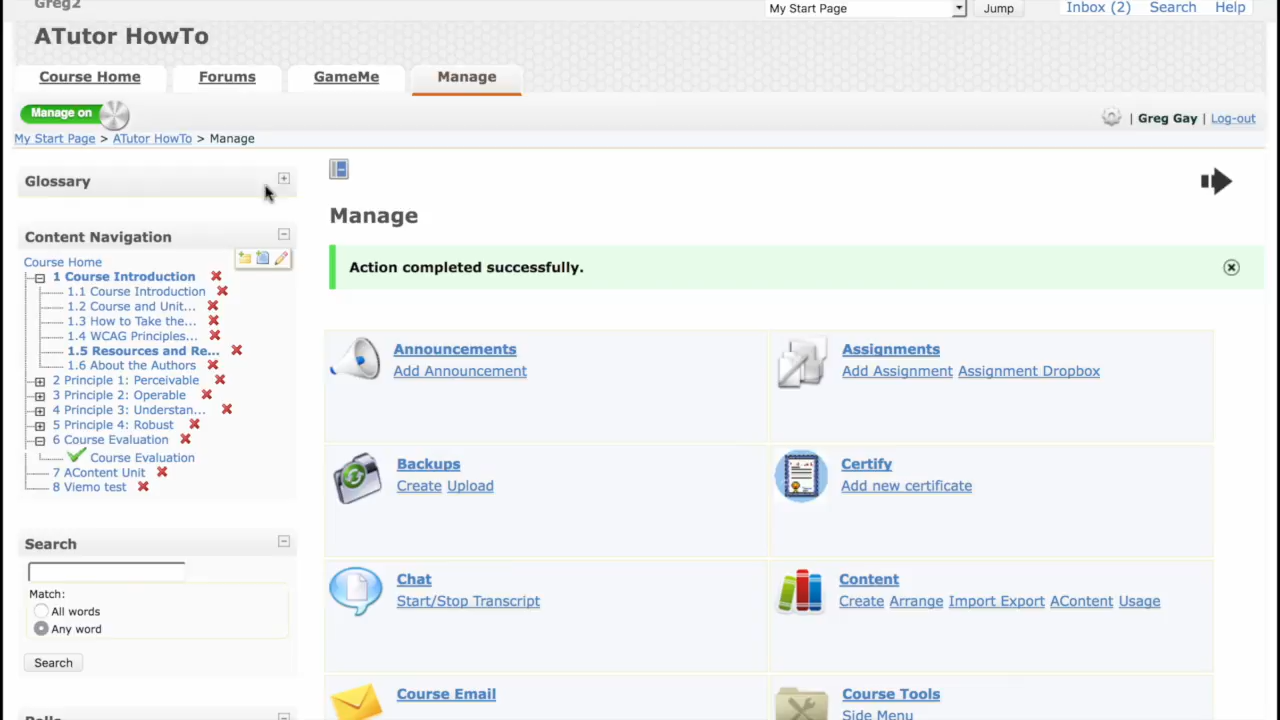 Greg2
My Start Page Jump Inbox (2) Search Help
ATutor HowTo
Course Home Forums GameMe Manage
Manage on
| Greg Gay | Log-out
My Start Page > ATutor HowTo > Manage
Glossary
Content Navigation
Course Home
1 Course Introduction
1.1 Course Introduction
1.2 Course and Unit...
1.3 How to Take the...
1.4 WCAG Principles...
1.5 Resources and Re...
1.6 About the Authors
2 Principle 1: Perceivable
3 Principle 2: Operable
4 Principle 3: Understan...
5 Principle 4: Robust
6 Course Evaluation
Course Evaluation
7 AContent Unit
8 Viemo test
Search
Match:
All words
Any word
Search
Polls
Manage
Action completed successfully.
Announcements
Add Announcement
Assignments
Add Assignment Assignment Dropbox
Backups
Create Upload
Certify
Add new certificate
Chat
Start/Stop Transcript
Content
Create Arrange Import Export AContent Usage
Course Email
Course Tools
Side Menu